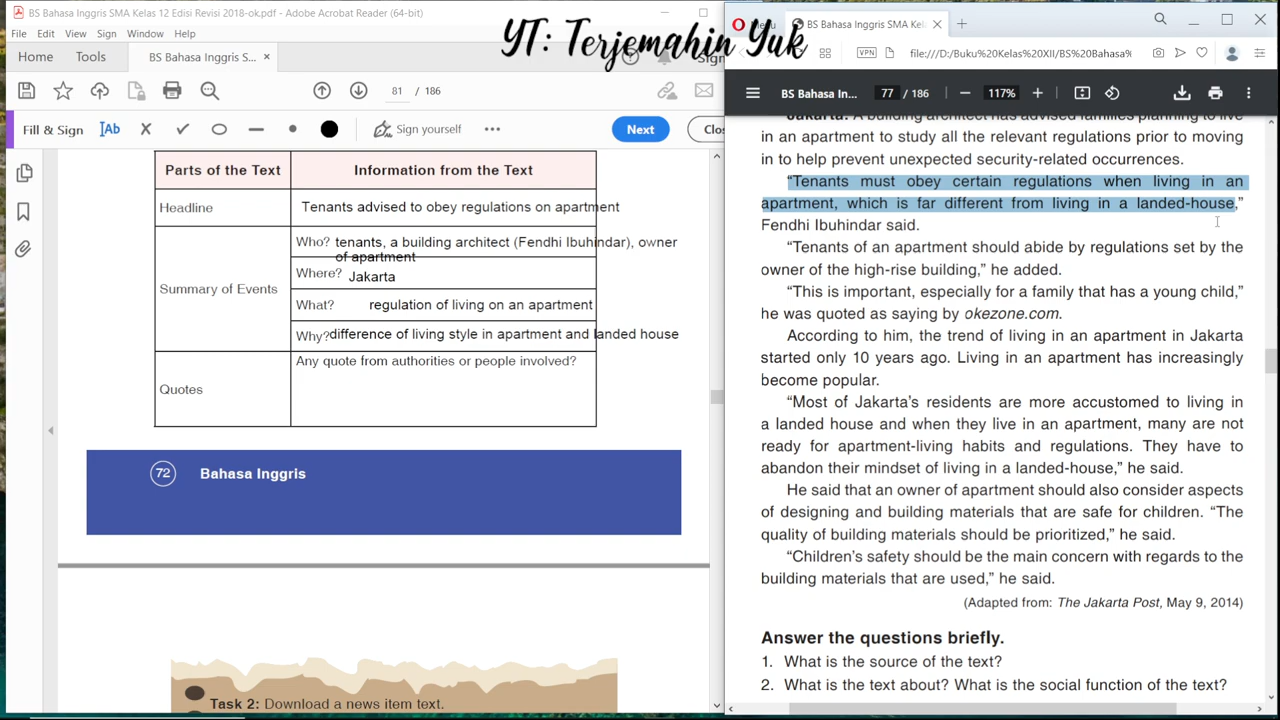 BS Bahasa Inggris SMA Kelas 12 Edisi Revisi 2018-ok.pdf - Adobe Acrobat Reader (64-bit)
File Edit View Sign Window Help
YT: Terjemahin Yuk
Home Tools BS Bahasa Inggris S... ×
81 / 186
Fill & Sign Ab Sign yourself ••• Next
Parts of the Text Information from the Text
Headline Tenants advised to obey regulations on apartment
Summary of Events
Who? tenants, a building architect (Fendhi Ibuhindar), owner
of apartment
Where? Jakarta
What? regulation of living on an apartment
Why? difference of living style in apartment and landed house
Quotes
Any quote from authorities or people involved?
72 Bahasa Inggris
Task 2: Download a news item text.
BS Bahasa Inggris SMA Kel
VPN file:///D:/Buku%20Kelas%20XII/BS%20Bahasa%
BS Bahasa In... 77 / 186 117%
Jakarta: A building architect has advised families planning to live
in an apartment to study all the relevant regulations prior to moving
in to help prevent unexpected security-related occurrences.
“Tenants must obey certain regulations when living in an
apartment, which is far different from living in a landed-house,”
Fendhi Ibuhindar said.
“Tenants of an apartment should abide by regulations set by the
owner of the high-rise building,” he added.
“This is important, especially for a family that has a young child,”
he was quoted as saying by okezone.com.
According to him, the trend of living in an apartment in Jakarta
started only 10 years ago. Living in an apartment has increasingly
become popular.
“Most of Jakarta’s residents are more accustomed to living in
a landed house and when they live in an apartment, many are not
ready for apartment-living habits and regulations. They have to
abandon their mindset of living in a landed-house,” he said.
He said that an owner of apartment should also consider aspects
of designing and building materials that are safe for children. “The
quality of building materials should be prioritized,” he said.
“Children’s safety should be the main concern with regards to the
building materials that are used,” he said.
(Adapted from: The Jakarta Post, May 9, 2014)
Answer the questions briefly.
1. What is the source of the text?
2. What is the text about? What is the social function of the text?